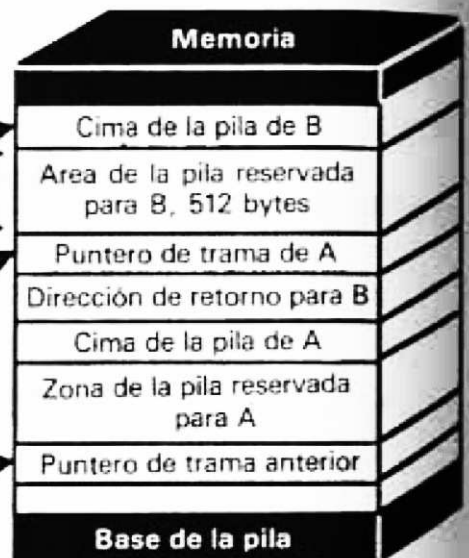 Memoria
Cima de la pila de B
Area de la pila reservada
para B, 512 bytes
Puntero de trama de A
Dirección de retorno para B
Cima de la pila de A
Zona de la pila reservada
para A
Puntero de trama anterior
Base de la pila